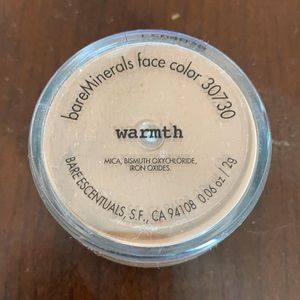 bareMinerals face color 30730
warmth
MICA, BISMUTH OXYCHLORIDE,
IRON OXIDES.
BARE ESCENTUALS, S.F., CA 94108 0.06 oz / 2g